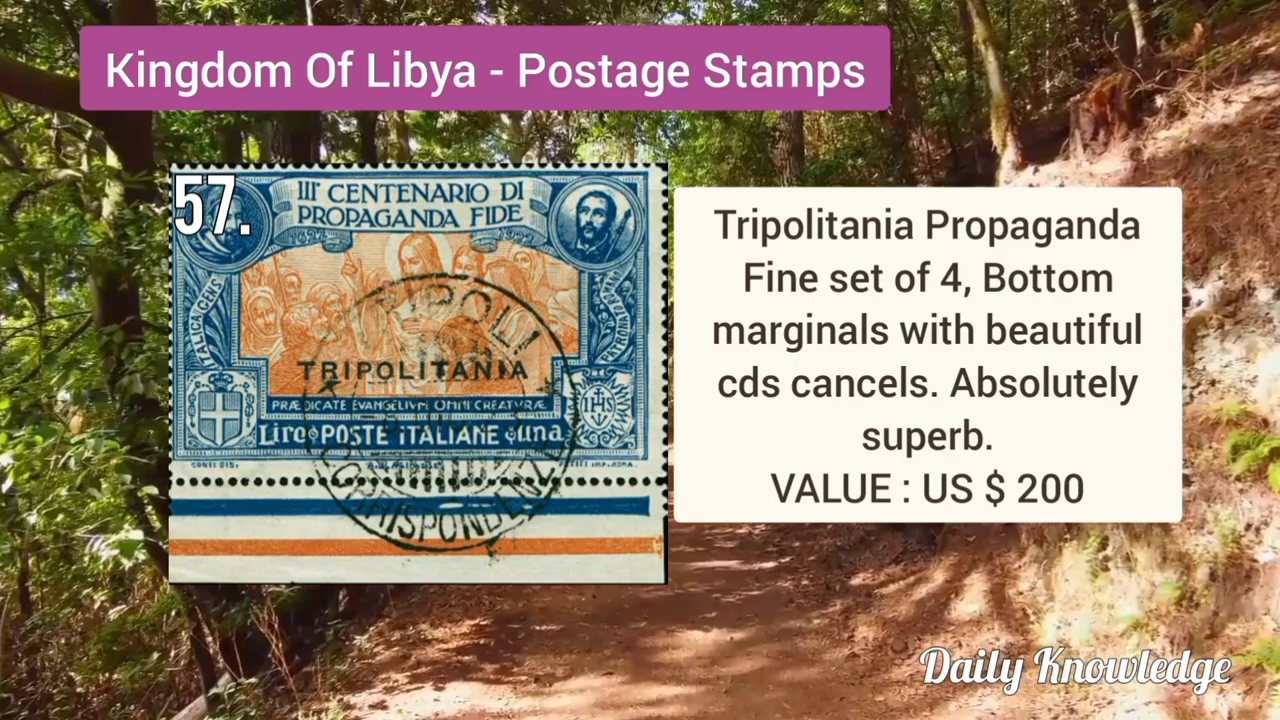 Kingdom Of Libya - Postage Stamps
57.
III° CENTENARIO DI
PROPAGANDA FIDE
TRIPOLI
TRIPOLITANIA
PRÆDICATE EVANGELIVM OMNI CREATVRÆ
Lire POSTE ITALIANE una
Tripolitania Propaganda
Fine set of 4, Bottom
marginals with beautiful
cds cancels. Absolutely
superb.
VALUE : US $ 200
Daily Knowledge